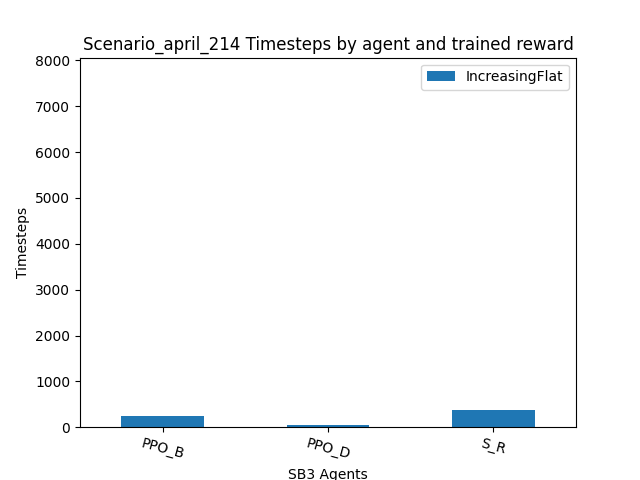 Scenario_april_214 Timesteps by agent and trained reward
IncreasingFlat
8000
7000
6000
5000
4000
3000
2000
1000
0
Timesteps
PPO_B
PPO_D
S_R
SB3 Agents